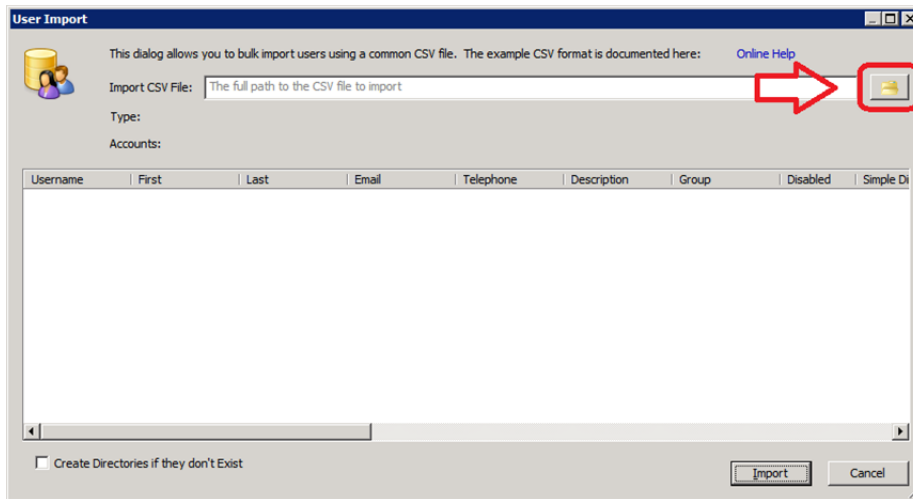 User Import
This dialog allows you to bulk import users using a common CSV file. The example CSV format is documented here: Online Help
Import CSV File: The full path to the CSV file to import
Type:
Accounts:
Username First Last Email Telephone Description Group Disabled Simple Di
Create Directories if they don't Exist
Import Cancel